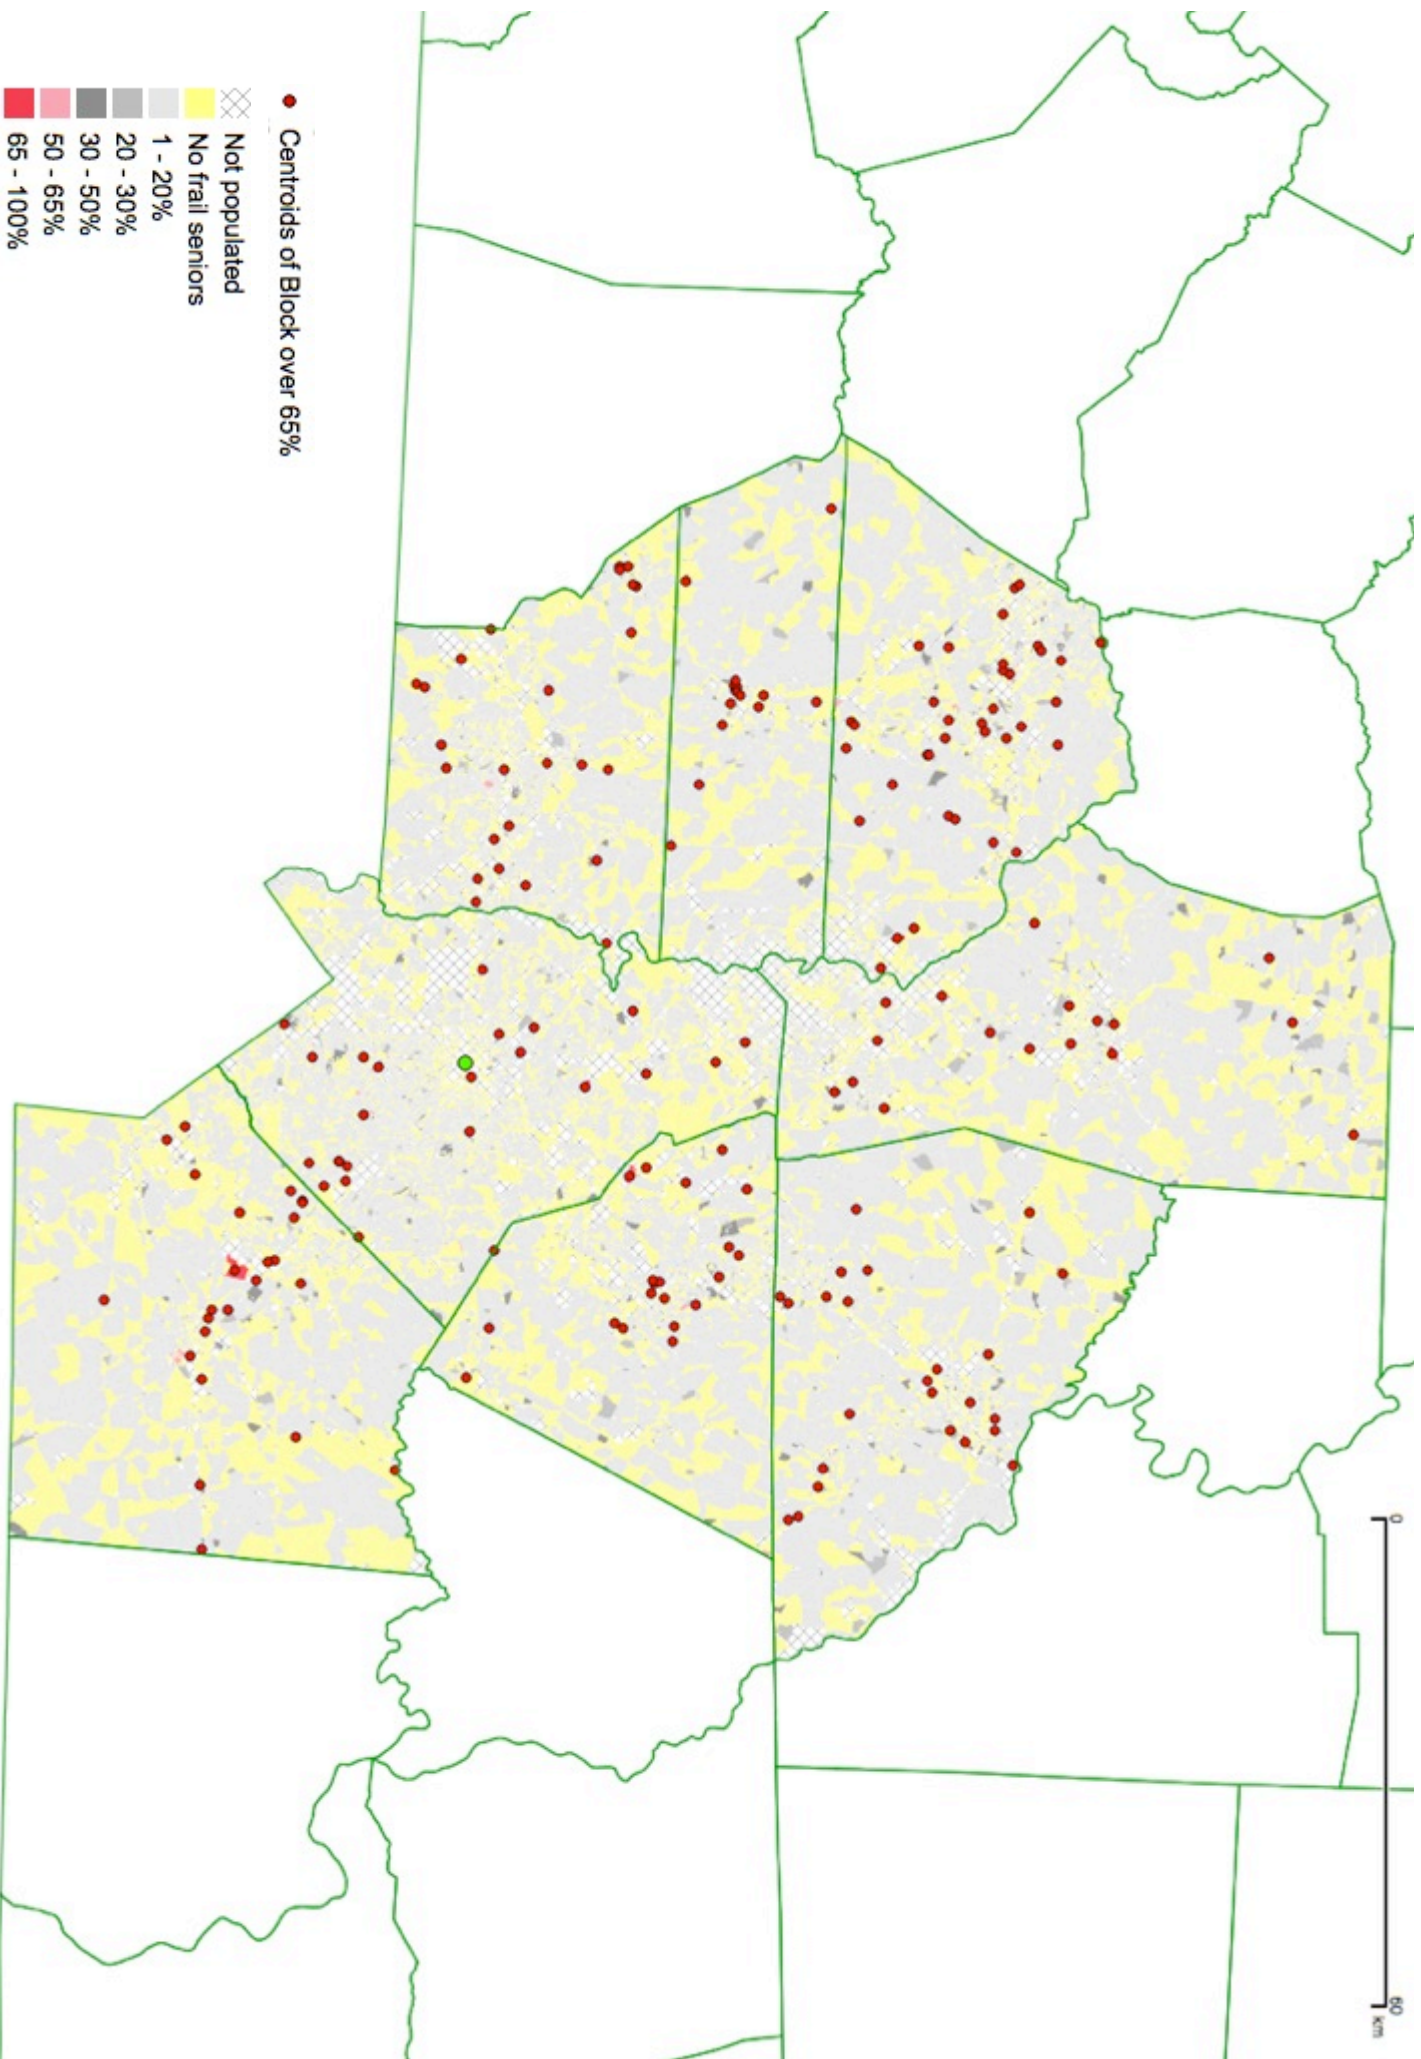 Centroids of Block over 65%
Not populated
No frail seniors
1 - 20%
20 - 30%
30 - 50%
50 - 65%
65 - 100%
0
60
km